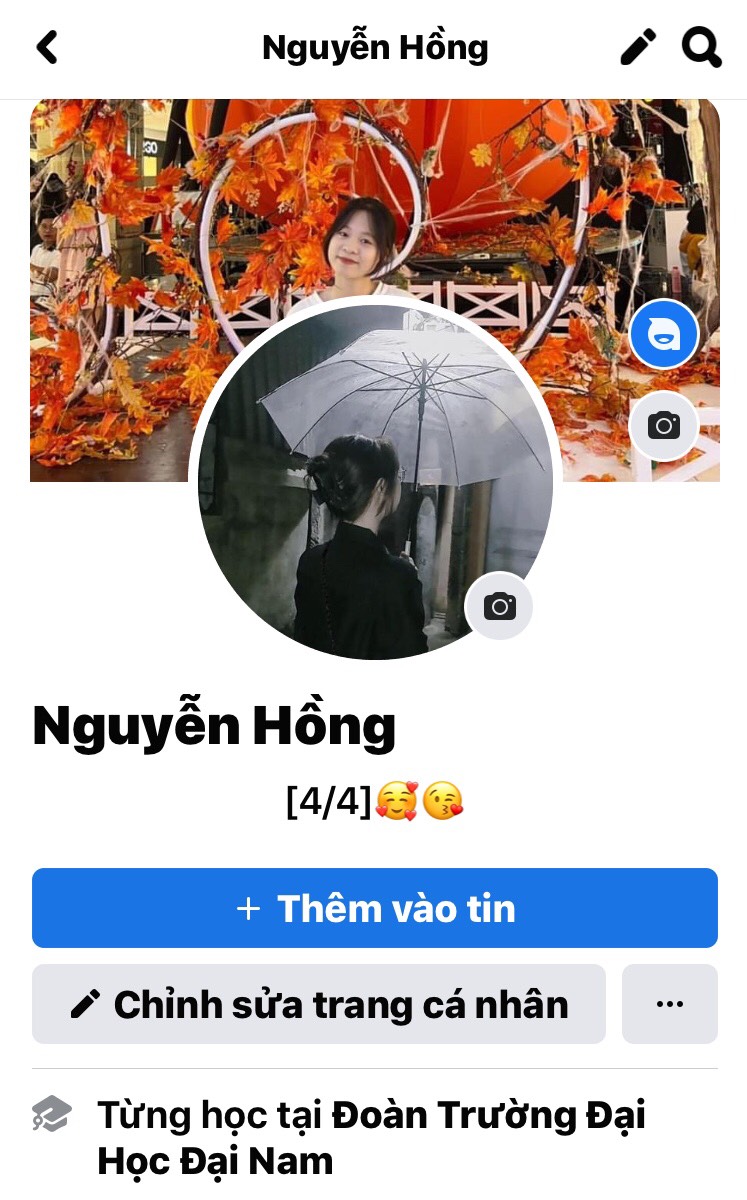 Nguyễn Hồng
Nguyễn Hồng
[4/4]🥰😘
+ Thêm vào tin
Chỉnh sửa trang cá nhân
Từng học tại Đoàn Trường Đại
Học Đại Nam